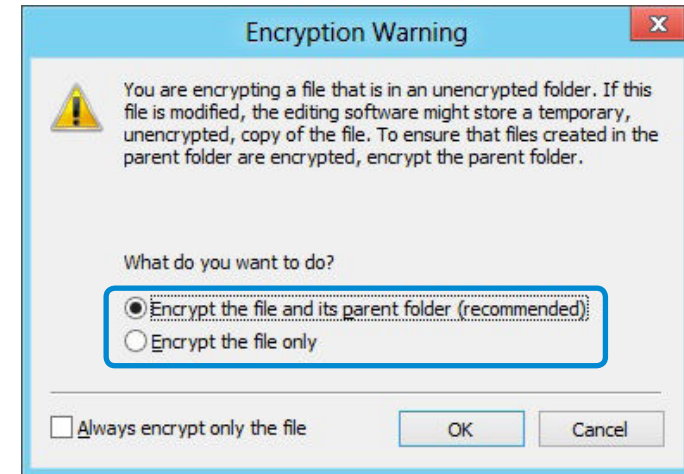 Encryption Warning
x
You are encrypting a file that is in an unencrypted folder. If this
file is modified, the editing software might store a temporary,
unencrypted, copy of the file. To ensure that files created in the
parent folder are encrypted, encrypt the parent folder.
What do you want to do?
Encrypt the file and its parent folder (recommended)
Encrypt the file only
Always encrypt only the file
OK
Cancel